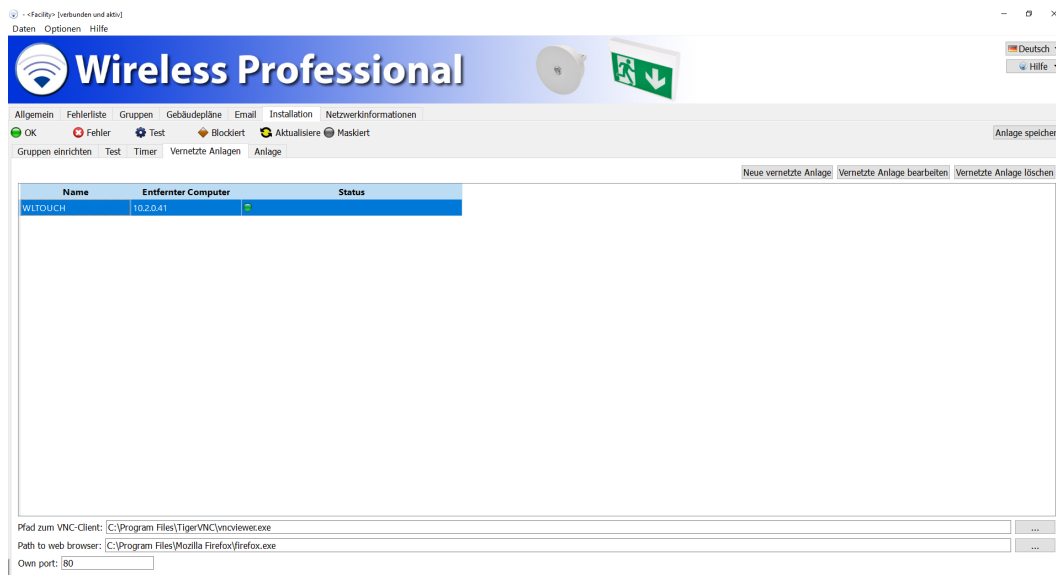 - <Facility> [verbunden und aktiv]
Daten Optionen Hilfe
Wireless Professional
Deutsch
Hilfe
Allgemein Fehlerliste Gruppen Gebäudepläne Email Installation Netzwerkinformationen
OK Fehler Test Blockiert Aktualisiere Maskiert Anlage speicher
Gruppen einrichten Test Timer Vernetzte Anlagen Anlage
Neue vernetzte Anlage Vernetzte Anlage bearbeiten Vernetzte Anlage löschen
Name Entfernter Computer Status
WLTOUCH 10.2.0.41
Pfad zum VNC-Client: C:\Program Files\TigerVNC\vncviewer.exe ...
Path to web browser: C:\Program Files\Mozilla Firefox\firefox.exe ...
Own port: 80